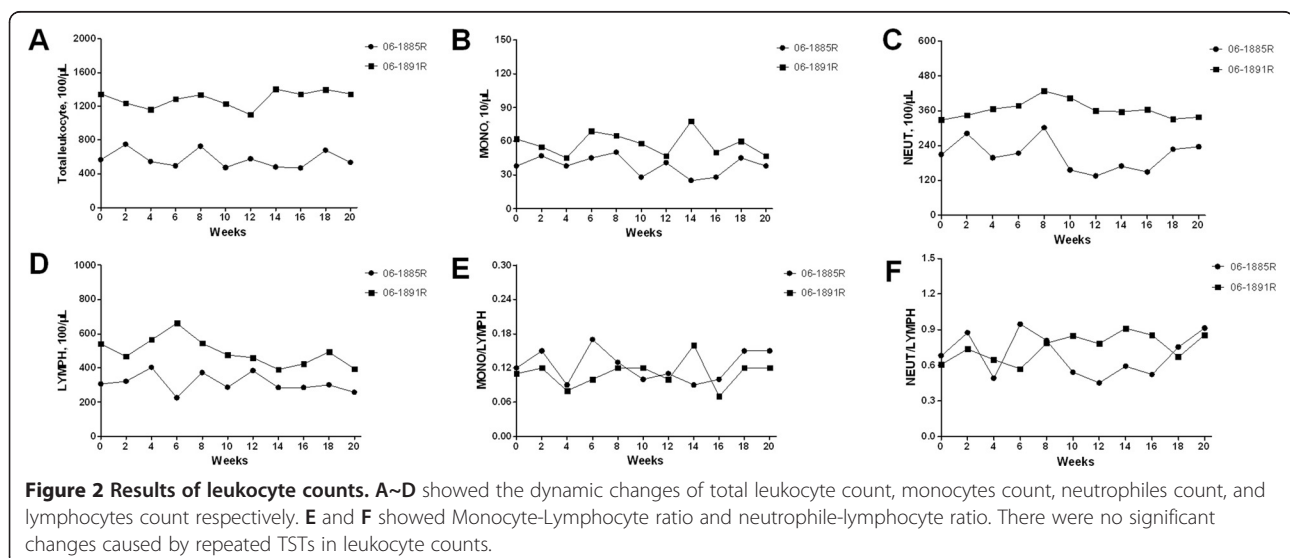 A
Total leukocyte, 100/µL
1800
1600
1200
800
400
0
0 2 4 6 8 10 12 14 16 18 20
Weeks
06-1885R
06-1891R
B
MONO, 10/µL
150
120
90
60
30
0
0 2 4 6 8 10 12 14 16 18 20
Weeks
06-1885R
06-1891R
C
NEUT, 100/µL
600
480
360
240
120
0
0 2 4 6 8 10 12 14 16 18 20
Weeks
06-1885R
06-1891R
D
LYMPH, 100/µL
1000
800
600
400
200
0
0 2 4 6 8 10 12 14 16 18 20
Weeks
06-1885R
06-1891R
E
MONO/LYMPH
0.30
0.24
0.18
0.12
0.06
0.00
0 2 4 6 8 10 12 14 16 18 20
Weeks
06-1885R
06-1891R
F
NEUT/LYMPH
1.5
1.2
0.9
0.6
0.3
0.0
0 2 4 6 8 10 12 14 16 18 20
Weeks
06-1885R
06-1891R
Figure 2 Results of leukocyte counts. A~D showed the dynamic changes of total leukocyte count, monocytes count, neutrophiles count, and
lymphocytes count respectively. E and F showed Monocyte-Lymphocyte ratio and neutrophile-lymphocyte ratio. There were no significant
changes caused by repeated TSTs in leukocyte counts.